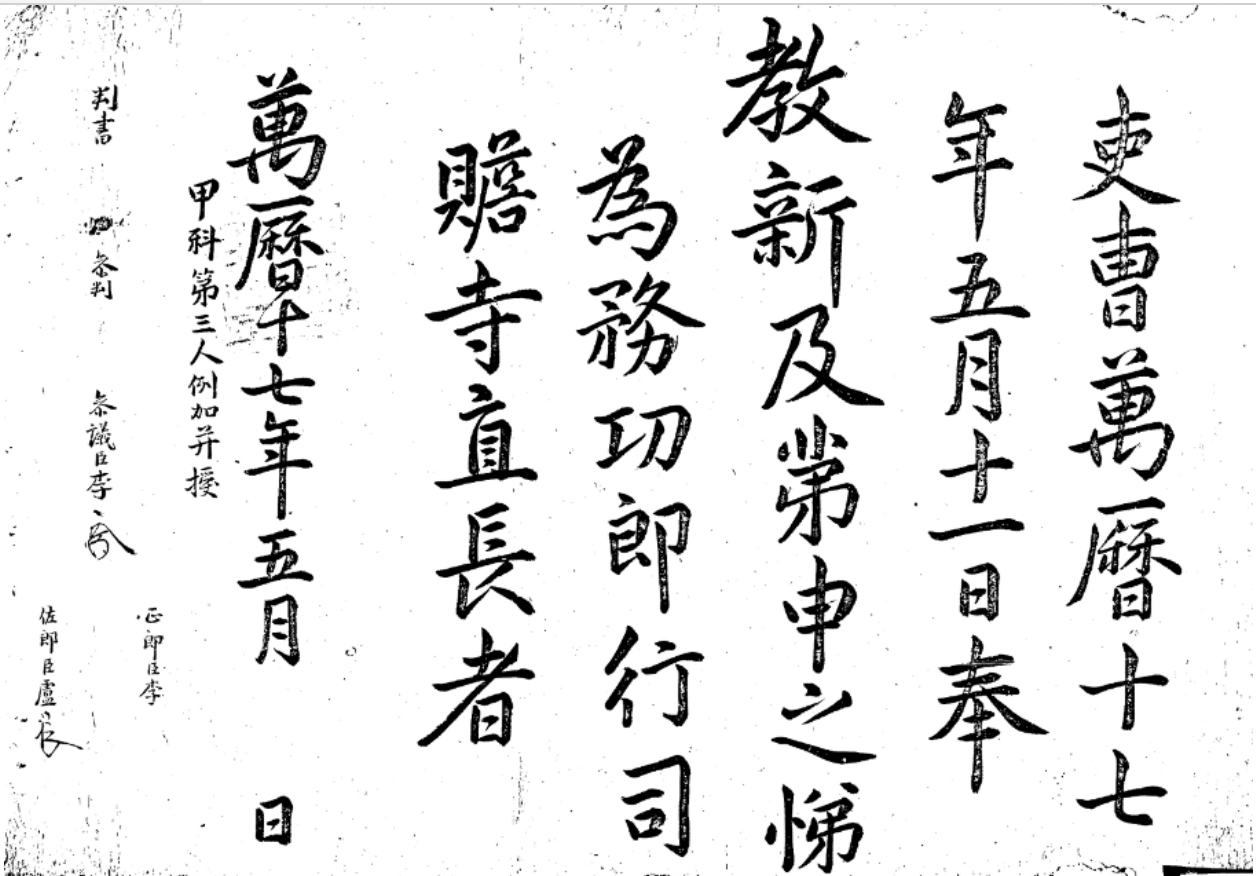 吏曺萬曆十七
年五月十一日奉
教新及第申之悌
為務功郎行司
贍寺直長者
萬曆十七年五月 日
甲科第三人例加并授
判書 參判 參議臣李
正郎臣李
佐郎臣盧